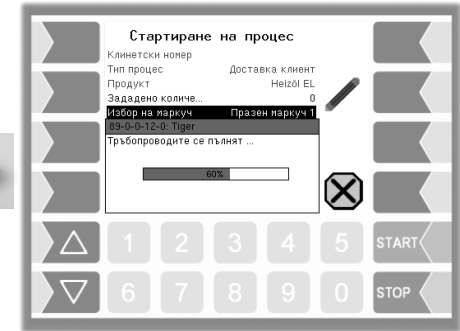 Стартиране на процес
Клинетски номер
Тип процес Доставка клиент
Продукт Heizöl EL
Зададено количе... 0
Избор на маркуч Празен маркуч 1
89-0-0-12-0: Tiger
Тръбопроводите се пълнят ...
60%
1 2 3 4 5 START
6 7 8 9 0 STOP